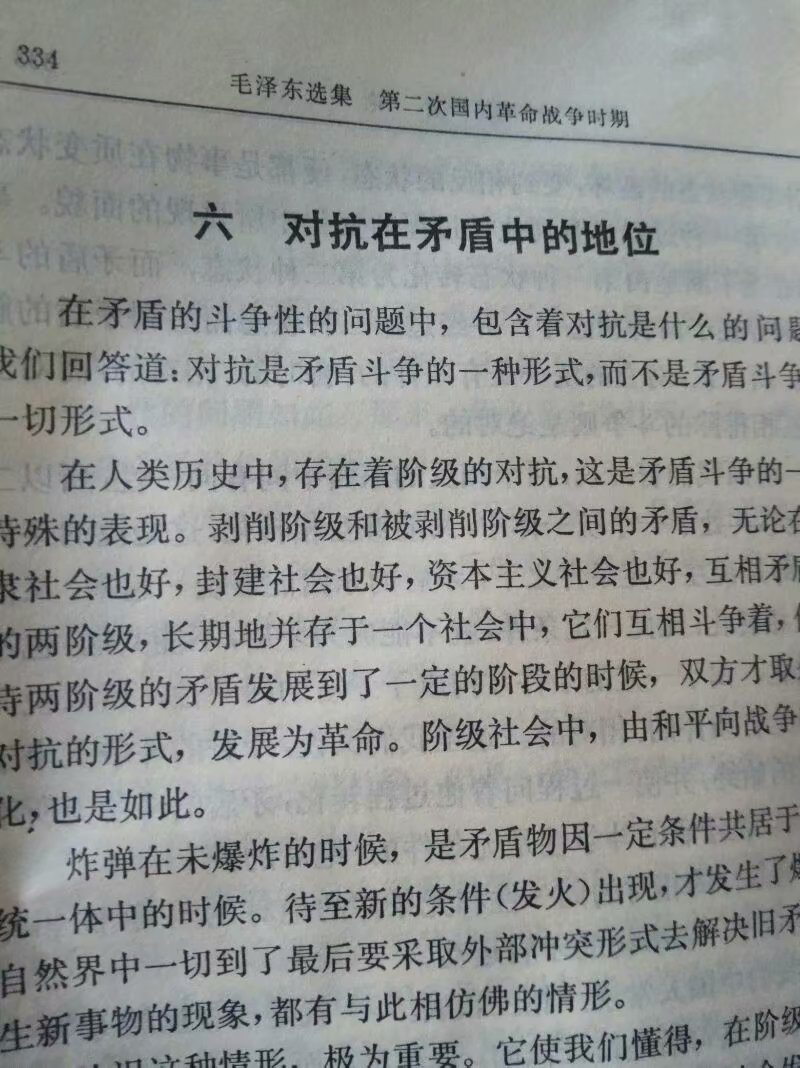 334
毛泽东选集 第二次国内革命战争时期
六 对抗在矛盾中的地位
在矛盾的斗争性的问题中，包含着对抗是什么的问题
我们回答道：对抗是矛盾斗争的一种形式，而不是矛盾斗争
一切形式。
在人类历史中，存在着阶级的对抗，这是矛盾斗争的一
特殊的表现。剥削阶级和被剥削阶级之间的矛盾，无论在
隶社会也好，封建社会也好，资本主义社会也好，互相矛盾
的两阶级，长期地并存于一个社会中，它们互相斗争着，
待两阶级的矛盾发展到了一定的阶段的时候，双方才取
对抗的形式，发展为革命。阶级社会中，由和平向战争
化，也是如此。
炸弹在未爆炸的时候，是矛盾物因一定条件共居于
统一体中的时候。待至新的条件（发火）出现，才发生了爆
自然界中一切到了最后要采取外部冲突形式去解决旧矛
生新事物的现象，都有与此相仿佛的情形。
识这种情形，极为重要。它使我们懂得，在阶级